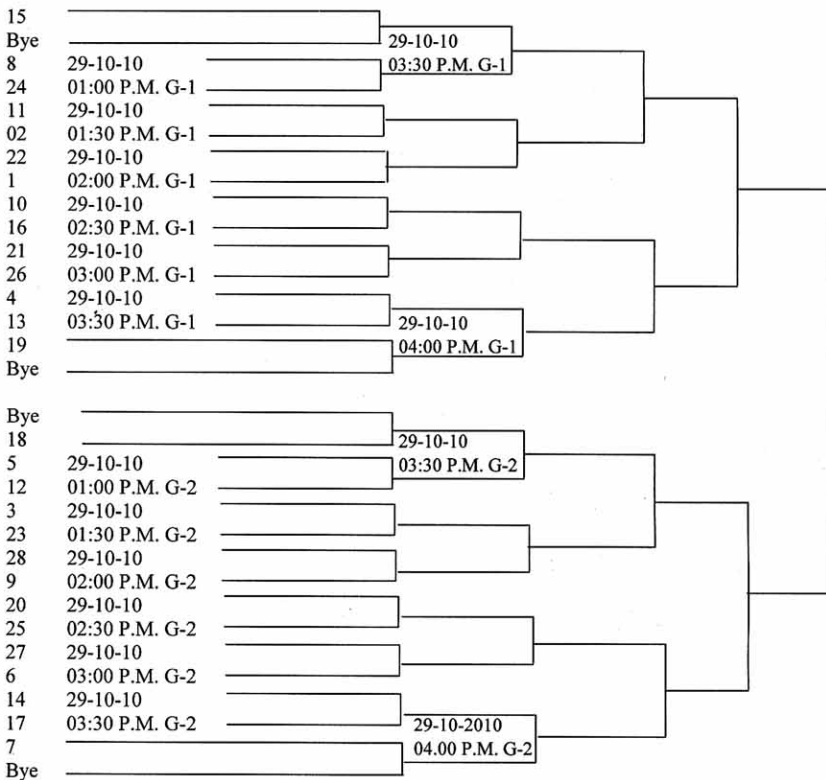 15
Bye
29-10-10
8 29-10-10 03:30 P.M. G-1
24 01:00 P.M. G-1
11 29-10-10
02 01:30 P.M. G-1
22 29-10-10
1 02:00 P.M. G-1
10 29-10-10
16 02:30 P.M. G-1
21 29-10-10
26 03:00 P.M. G-1
4 29-10-10
13 03:30 P.M. G-1 29-10-10
19 04:00 P.M. G-1
Bye
Bye
18 29-10-10
5 29-10-10 03:30 P.M. G-2
12 01:00 P.M. G-2
3 29-10-10
23 01:30 P.M. G-2
28 29-10-10
9 02:00 P.M. G-2
20 29-10-10
25 02:30 P.M. G-2
27 29-10-10
6 03:00 P.M. G-2
14 29-10-10
17 03:30 P.M. G-2 29-10-2010
7 04.00 P.M. G-2
Bye